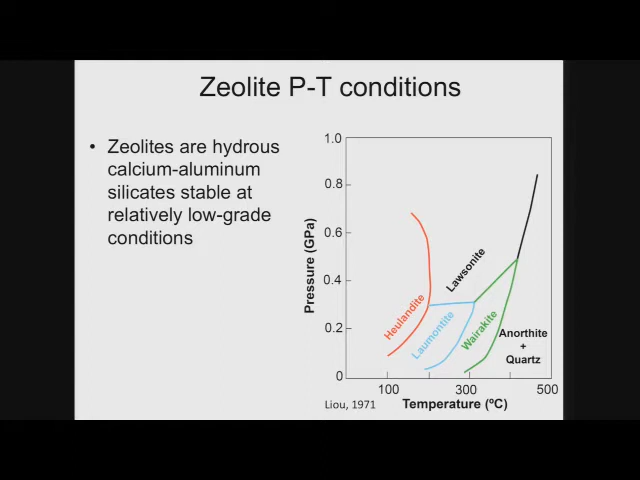 Zeolite P-T conditions
• Zeolites are hydrous
calcium-aluminum
silicates stable at
relatively low-grade
conditions
1.0
0.8
0.6
0.4
0.2
0
Pressure (GPa)
Heulandite
Laumontite
Lawsonite
Wairakite
Anorthite
+
Quartz
100
300
500
Liou, 1971
Temperature (ºC)